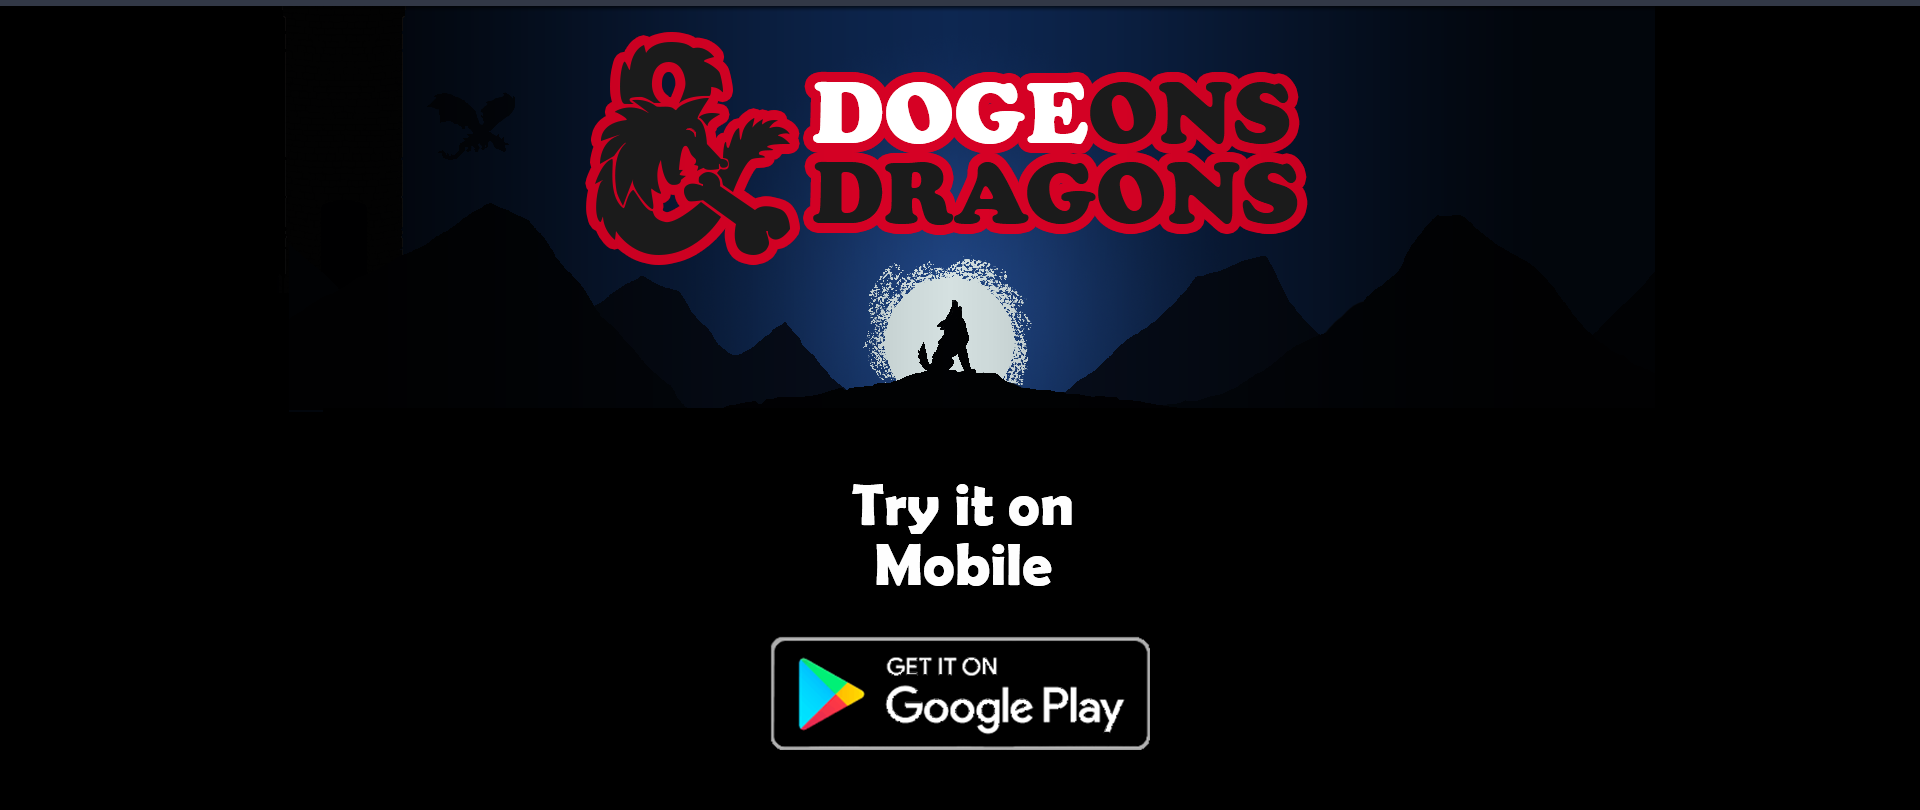 DOGEONS
& DRAGONS
Try it on
Mobile
GET IT ON
Google Play